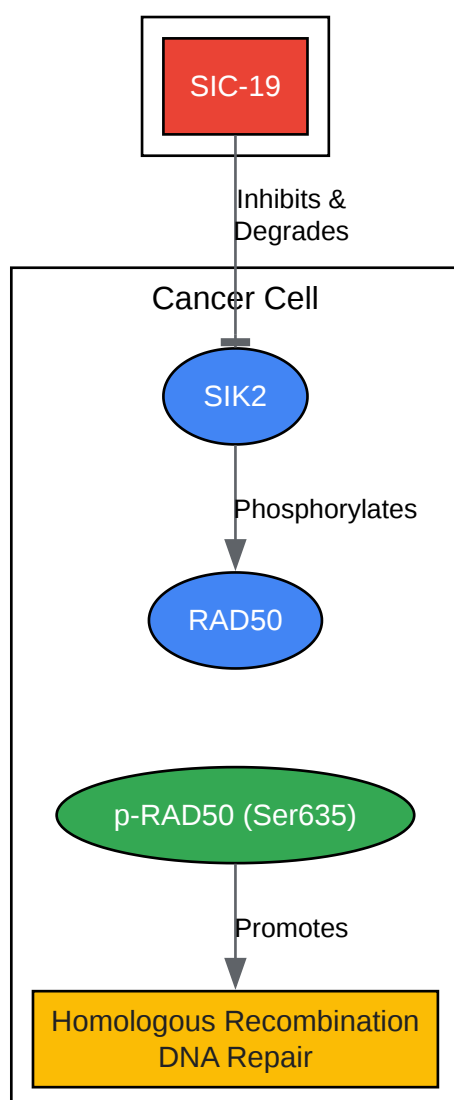 SIC-19
Inhibits &
Degrades
Cancer Cell
SIK2
Phosphorylates
RAD50
p-RAD50 (Ser635)
Promotes
Homologous Recombination
DNA Repair